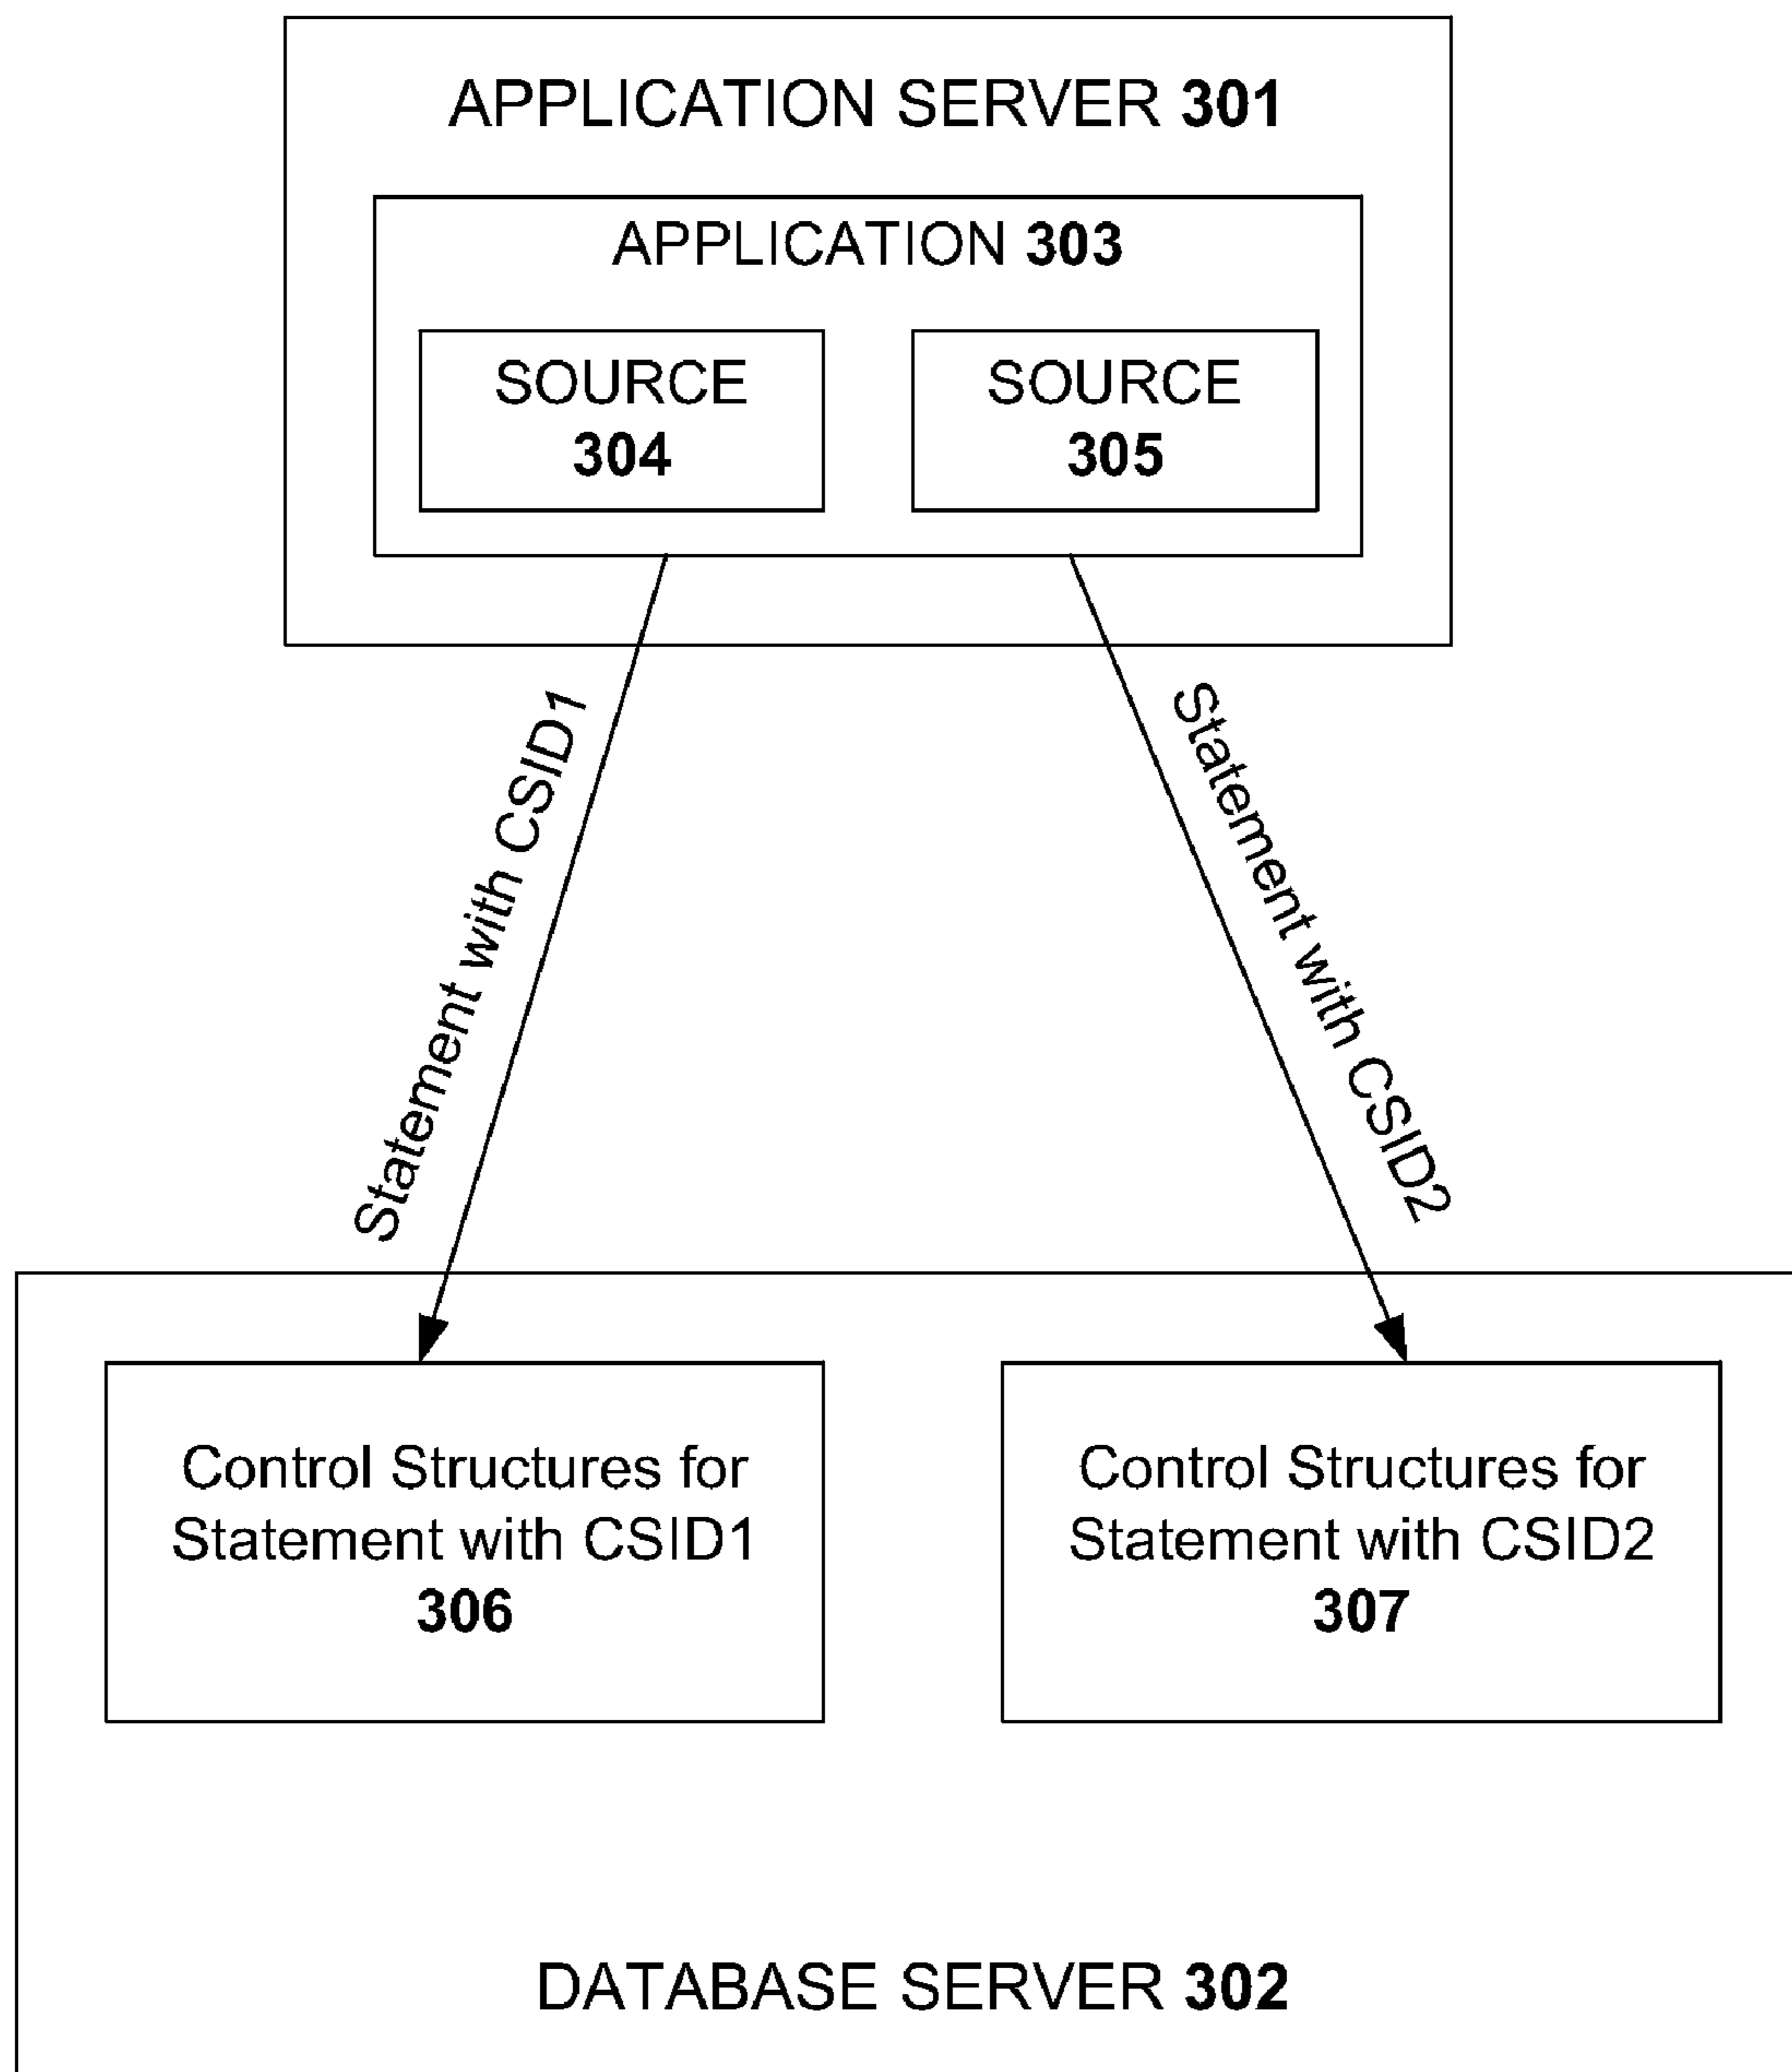 APPLICATION SERVER 301
APPLICATION 303
SOURCE
304
SOURCE
305
Statement with CSID1
Statement with CSID2
Control Structures for
Statement with CSID1
306
Control Structures for
Statement with CSID2
307
DATABASE SERVER 302